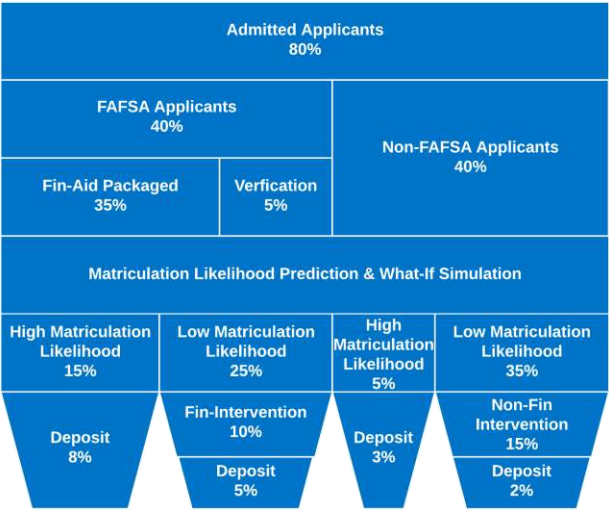 Admitted Applicants
80%
FAFSA Applicants
40%
Non-FAFSA Applicants
40%
Fin-Aid Packaged
35%
Verfication
5%
Matriculation Likelihood Prediction & What-If Simulation
High Matriculation
Likelihood
15%
Low Matriculation
Likelihood
25%
High
Matriculation
Likelihood
5%
Low Matriculation
Likelihood
35%
Deposit
8%
Fin-Intervention
10%
Deposit
5%
Deposit
3%
Non-Fin
Intervention
15%
Deposit
2%